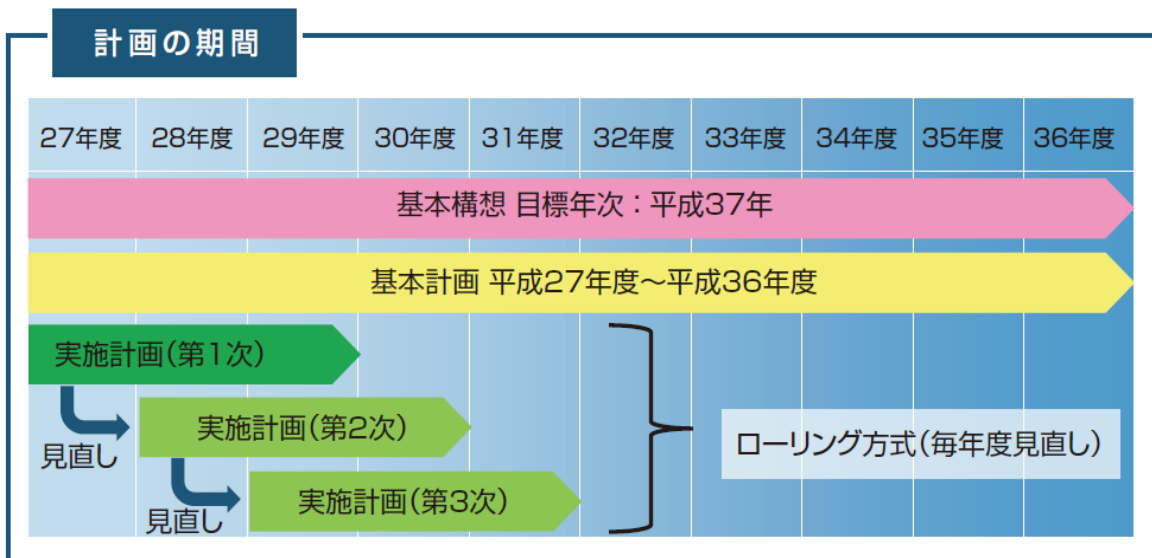 計画の期間
27年度 28年度 29年度 30年度 31年度 32年度 33年度 34年度 35年度 36年度
基本構想 目標年次：平成37年
基本計画 平成27年度～平成36年度
実施計画（第1次）
見直し
実施計画（第2次）
ローリング方式（毎年度見直し）
見直し
実施計画（第3次）